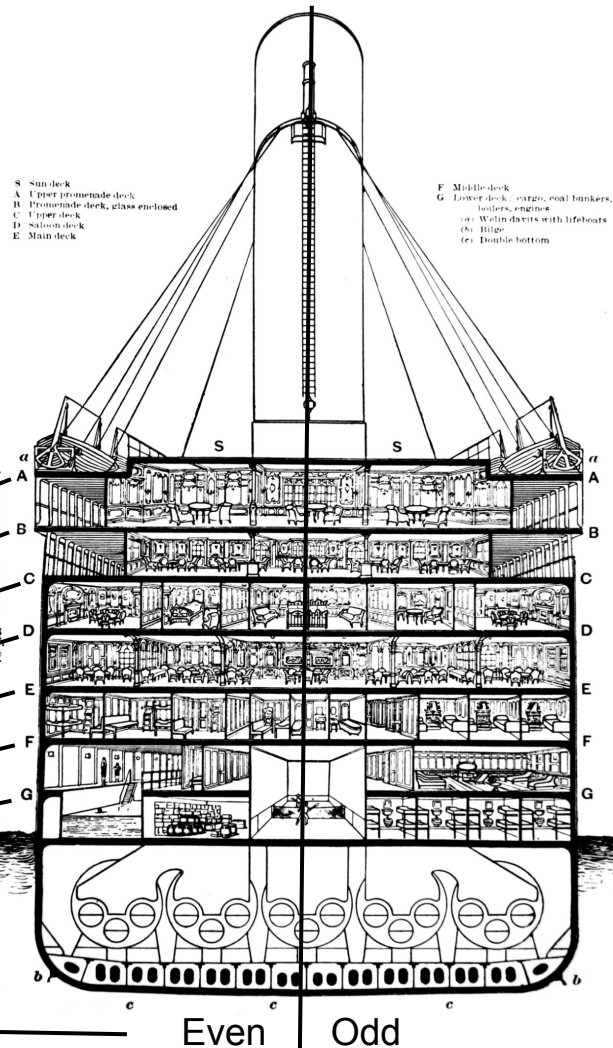 S Sun deck
A Upper promenade deck
B Promenade deck, glass enclosed
C Upper deck
D Saloon deck
E Main deck
F Middle deck
G Lower deck : cargo, coal bunkers,
boilers, engines
(a) Welin davits with lifeboats
(b) Bilge
(c) Double bottom
S S
a a
A A
B B
C C
D D
E E
F F
G G
b b
c c c
Even Odd